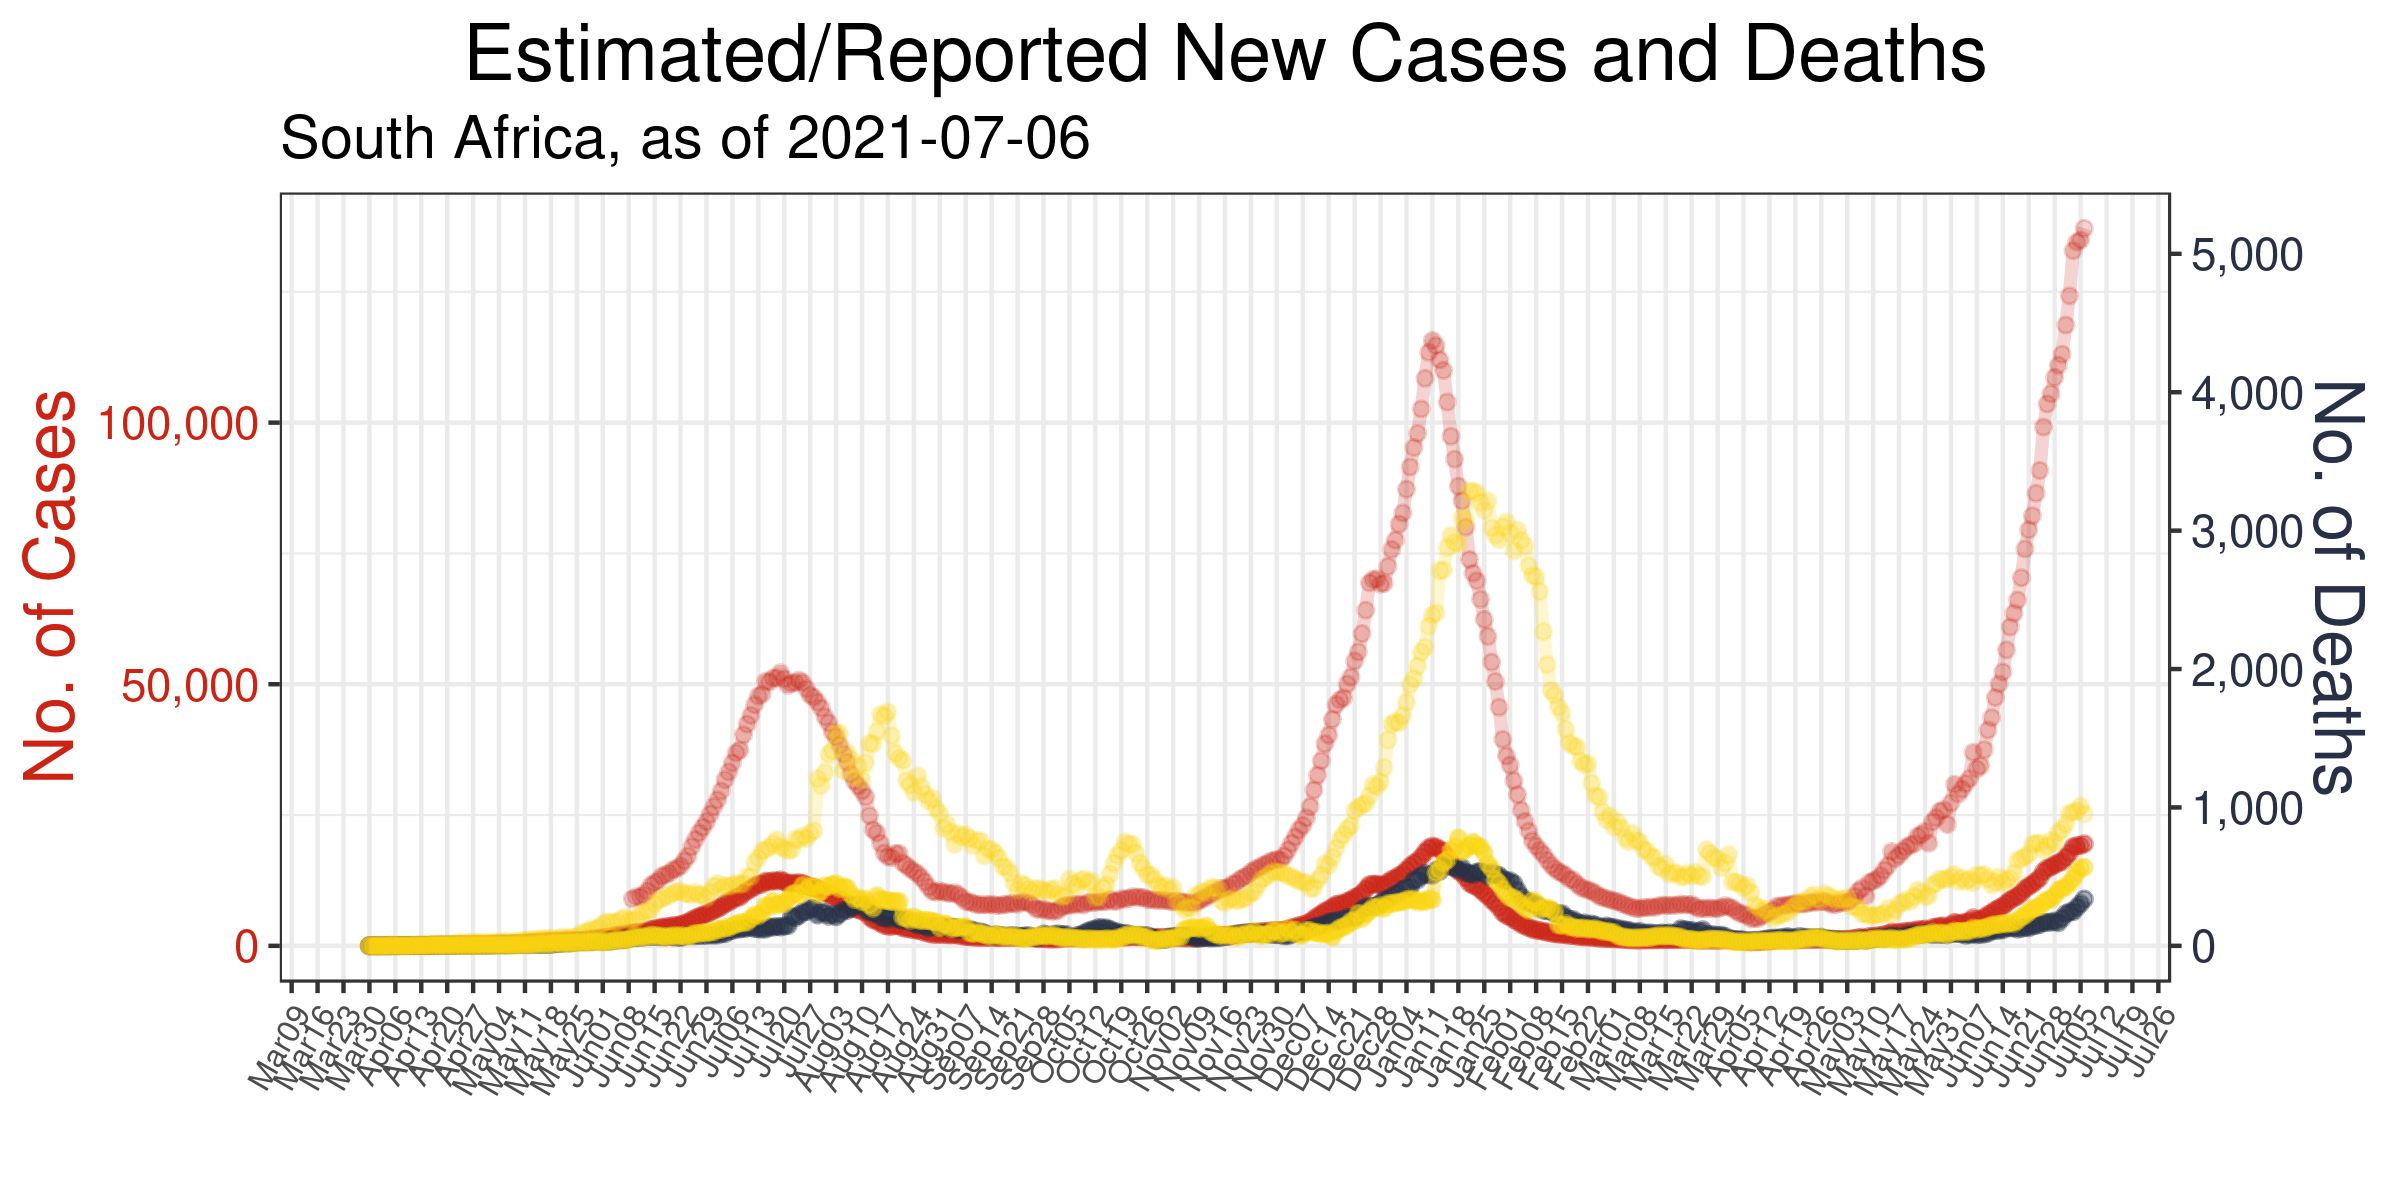 Estimated/Reported New Cases and Deaths
South Africa, as of 2021-07-06
No. of Cases
100,000
50,000
0
5,000
4,000
3,000
2,000
1,000
0
No. of Deaths
Mar09
Mar16
Mar23
Mar30
Apr06
Apr13
Apr20
Apr27
May04
May11
May18
May25
Jun01
Jun08
Jun15
Jun22
Jun29
Jul06
Jul13
Jul20
Jul27
Aug03
Aug10
Aug17
Aug24
Aug31
Sep07
Sep14
Sep21
Sep28
Oct05
Oct12
Oct19
Oct26
Nov02
Nov09
Nov16
Nov23
Nov30
Dec07
Dec14
Dec21
Dec28
Dec04
Jan11
Jan18
Jan25
Feb01
Feb08
Feb15
Feb22
Mar01
Mar08
Mar15
Mar22
Mar29
Apr05
Apr12
Apr19
Apr26
May03
May10
May17
May24
May31
Jun07
Jun14
Jun21
Jun28
Jul05
Jul12
Jul19
Jul26